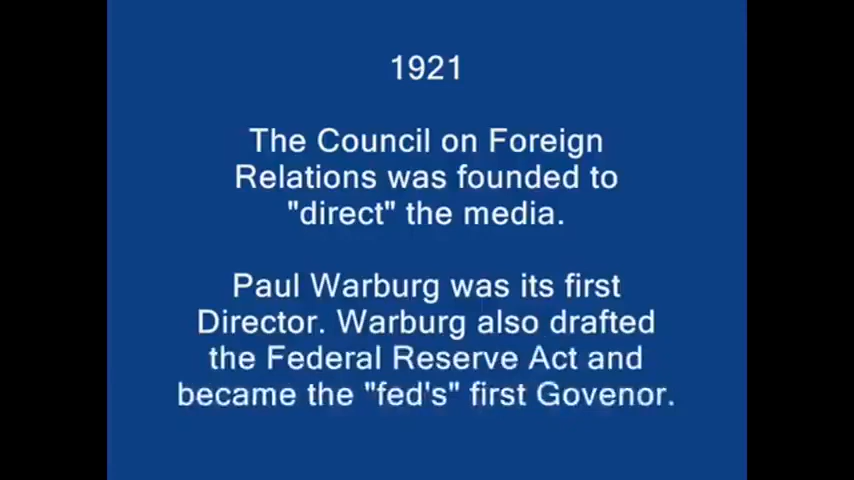 1921
The Council on Foreign
Relations was founded to
"direct" the media.
Paul Warburg was its first
Director. Warburg also drafted
the Federal Reserve Act and
became the "fed's" first Govenor.